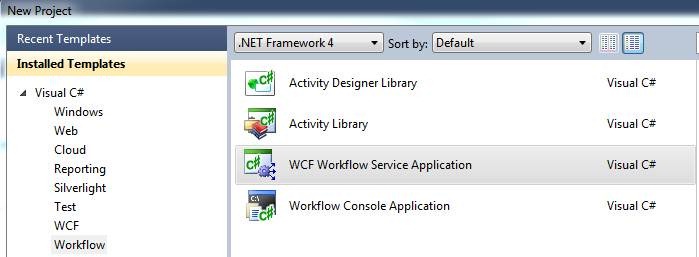 New Project
Recent Templates
.NET Framework 4
Sort by:
Default
Installed Templates
Visual C#
Windows
Web
Cloud
Reporting
Silverlight
Test
WCF
Workflow
Activity Designer Library Visual C#
Activity Library Visual C#
WCF Workflow Service Application Visual C#
Workflow Console Application Visual C#